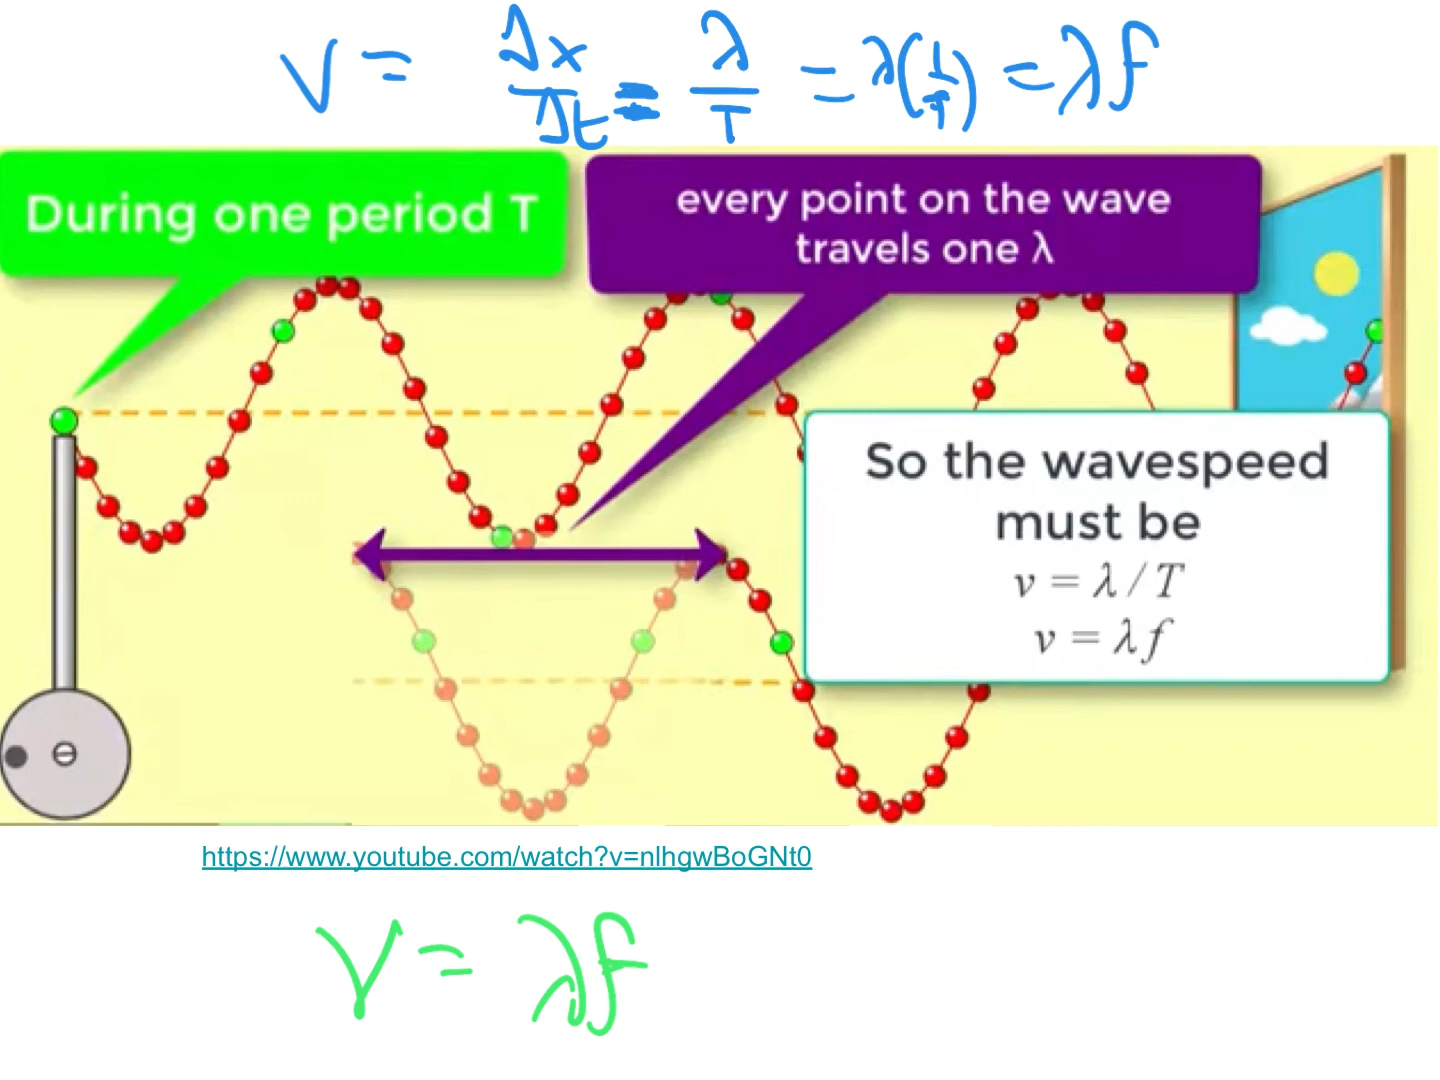 V = Δx/Δt = λ/T = λ(1/T) = λf
During one period T
every point on the wave
travels one λ
So the wavespeed
must be
v = λ / T
v = λ f
https://www.youtube.com/watch?v=nlhgwBoGNt0
V = λf